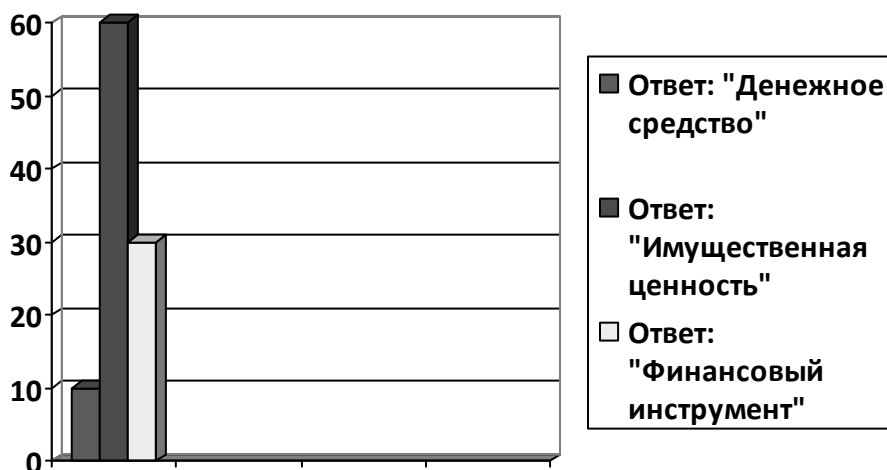 60
50
40
30
20
10
0
Ответ: "Денежное
средство"
Ответ:
"Имущественная
ценность"
Ответ:
"Финансовый
инструмент"